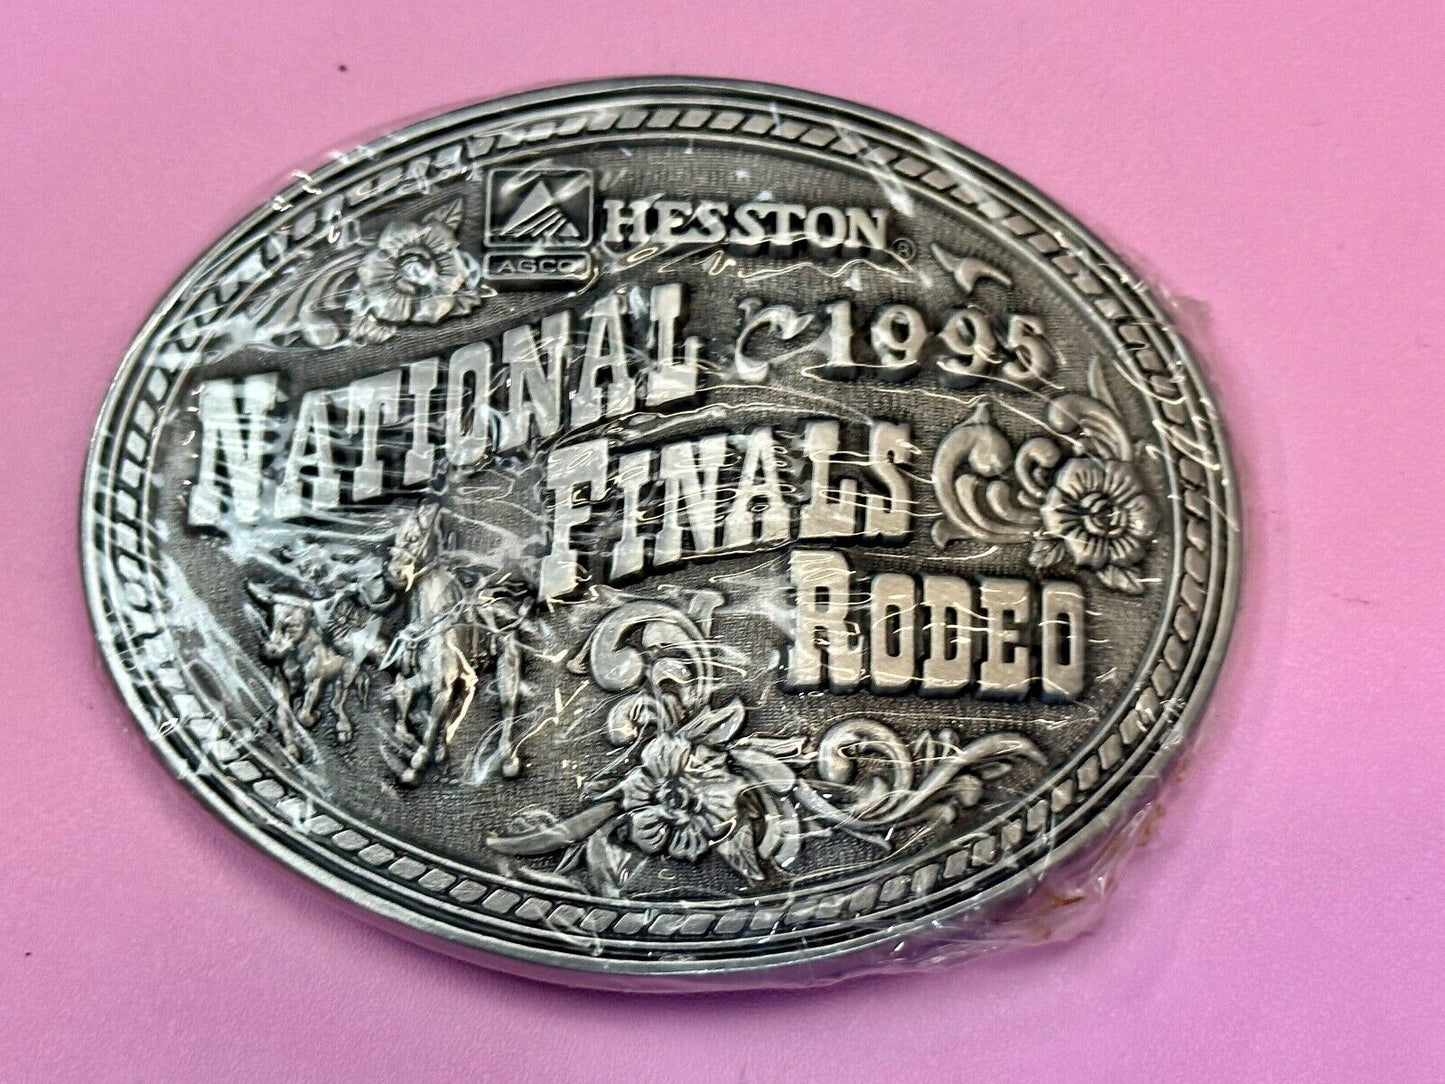 HESSTON®
AGCO
1995
NATIONAL
FINALS
RODEO